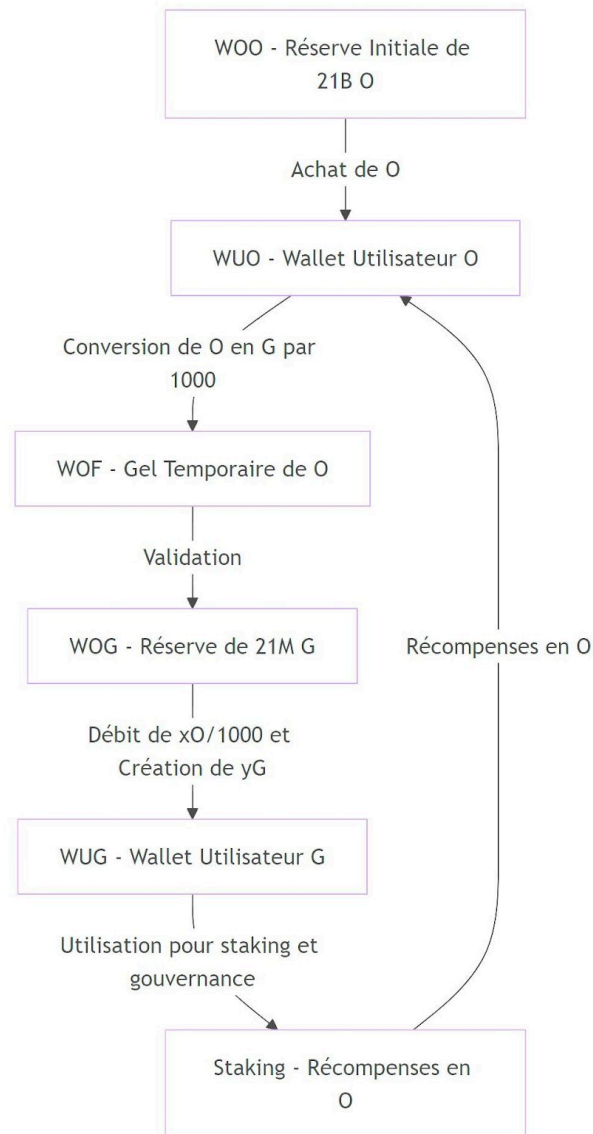 WOO - Réserve Initiale de
21B O
Achat de O
WUO - Wallet Utilisateur O
Conversion de O en G par
1000
WOF - Gel Temporaire de O
Validation
WOG - Réserve de 21M G
Récompenses en O
Débit de xO/1000 et
Création de yG
WUG - Wallet Utilisateur G
Utilisation pour staking et
gouvernance
Staking - Récompenses en
O